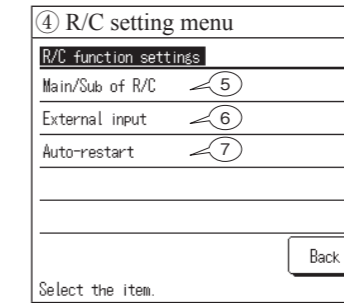 ④ R/C setting menu
R/C function settings
Main/Sub of R/C 5
External input 6
Auto-restart 7
Back
Select the item.